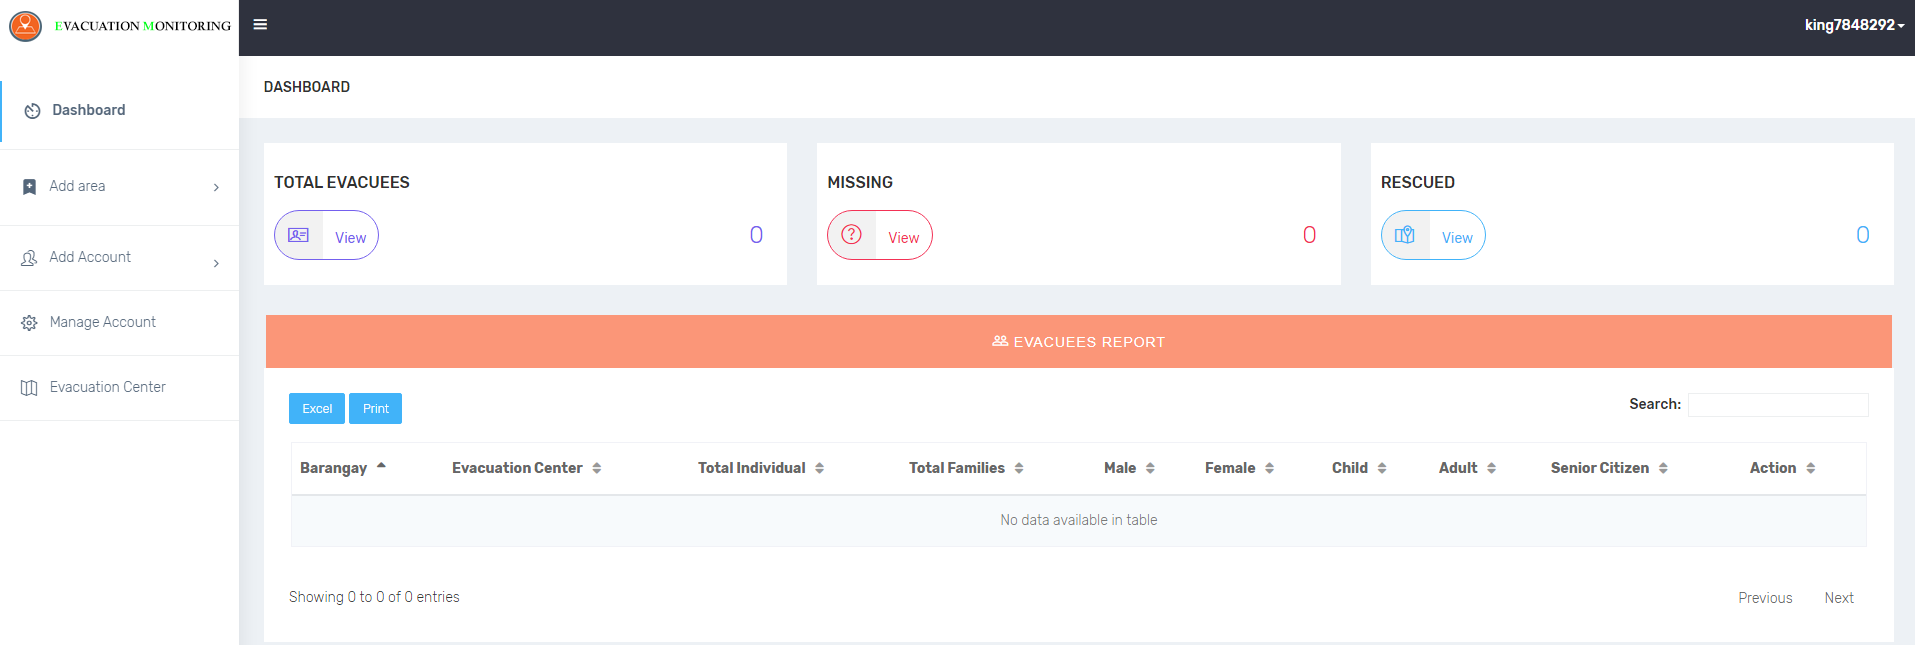 EVACUATION MONITORING
king7848292
Dashboard
Add area
Add Account
Manage Account
Evacuation Center
DASHBOARD
TOTAL EVACUEES
View
0
MISSING
View
0
RESCUED
View
0
EVACUEES REPORT
Excel
Print
Search:
Barangay Evacuation Center Total Individual Total Families Male Female Child Adult Senior Citizen Action
No data available in table
Showing 0 to 0 of 0 entries
Previous
Next